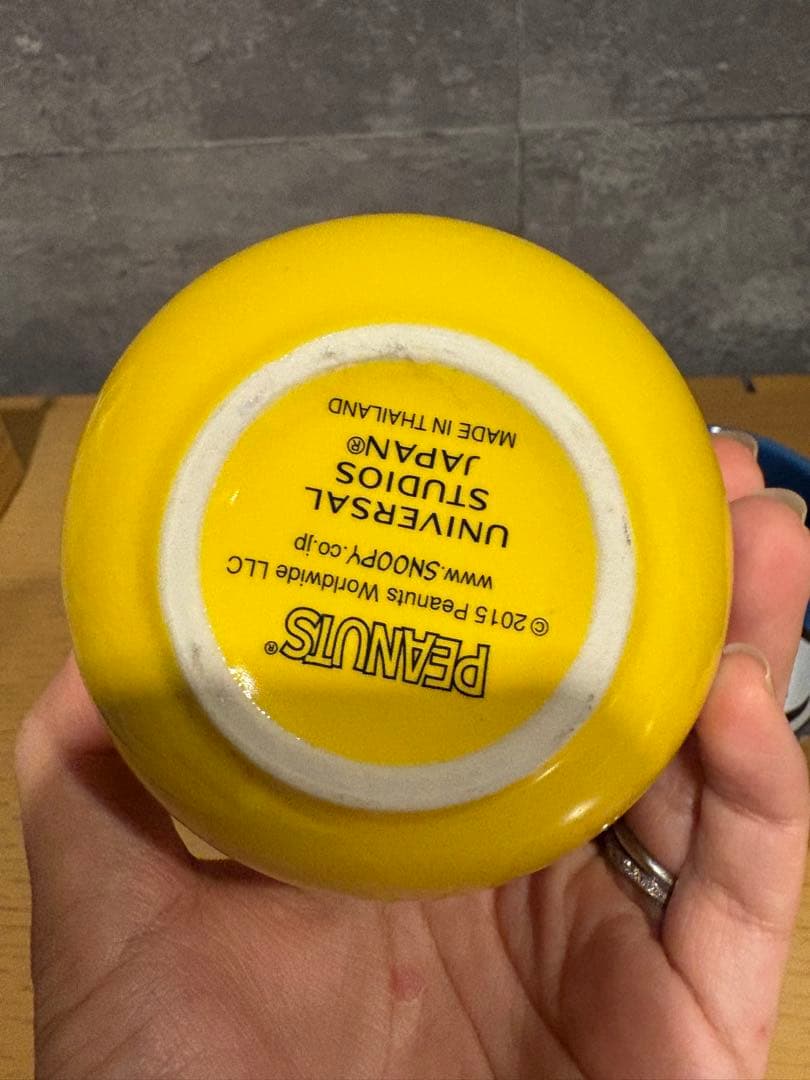 PEANUTS®
© 2015 Peanuts Worldwide LLC
www.SNOOPY.co.jp
UNIVERSAL
STUDIOS
JAPAN®
MADE IN THAILAND